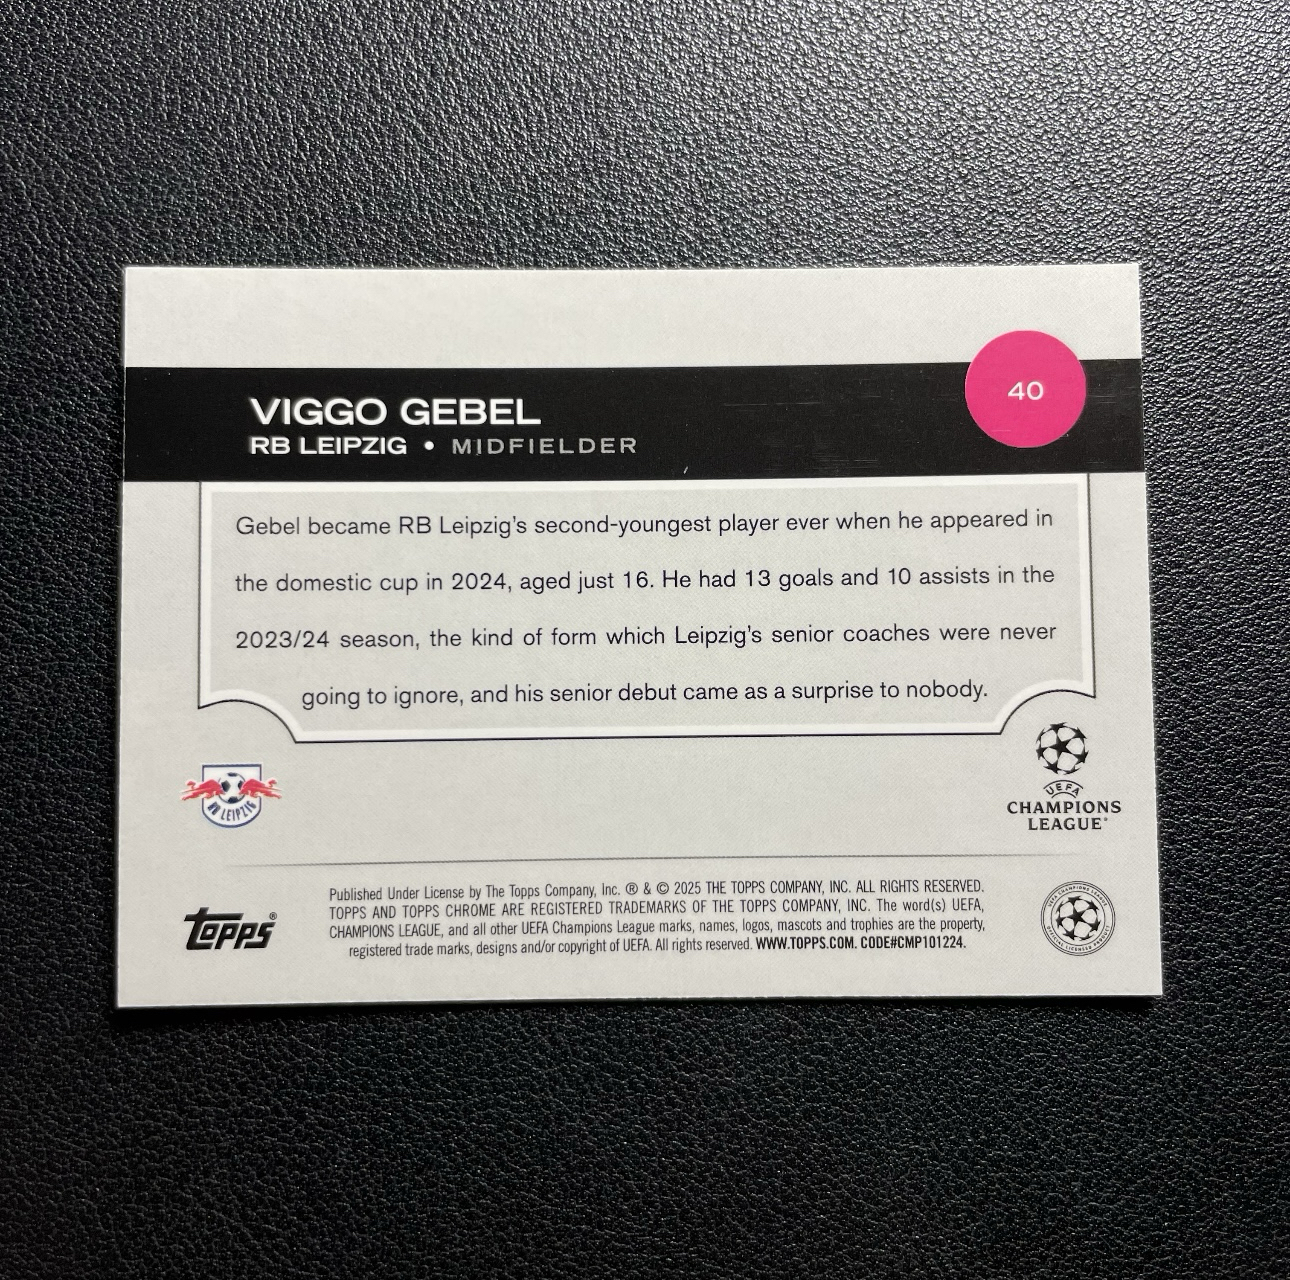 40
VIGGO GEBEL
RB LEIPZIG • MIDFIELDER
Gebel became RB Leipzig's second-youngest player ever when he appeared in
the domestic cup in 2024, aged just 16. He had 13 goals and 10 assists in the
2023/24 season, the kind of form which Leipzig's senior coaches were never
going to ignore, and his senior debut came as a surprise to nobody.
RB LEIPZIG
UEFA
CHAMPIONS
LEAGUE®
topps®
Published Under License by The Topps Company, Inc. ® & © 2025 THE TOPPS COMPANY, INC. ALL RIGHTS RESERVED.
TOPPS AND TOPPS CHROME ARE REGISTERED TRADEMARKS OF THE TOPPS COMPANY, INC. The word(s) UEFA,
CHAMPIONS LEAGUE, and all other UEFA Champions League marks, names, logos, mascots and trophies are the property,
registered trade marks, designs and/or copyright of UEFA. All rights reserved. WWW.TOPPS.COM. CODE#CMP101224.
UEFA CHAMPIONS LEAGUE
OFFICIAL LICENSED PRODUCT